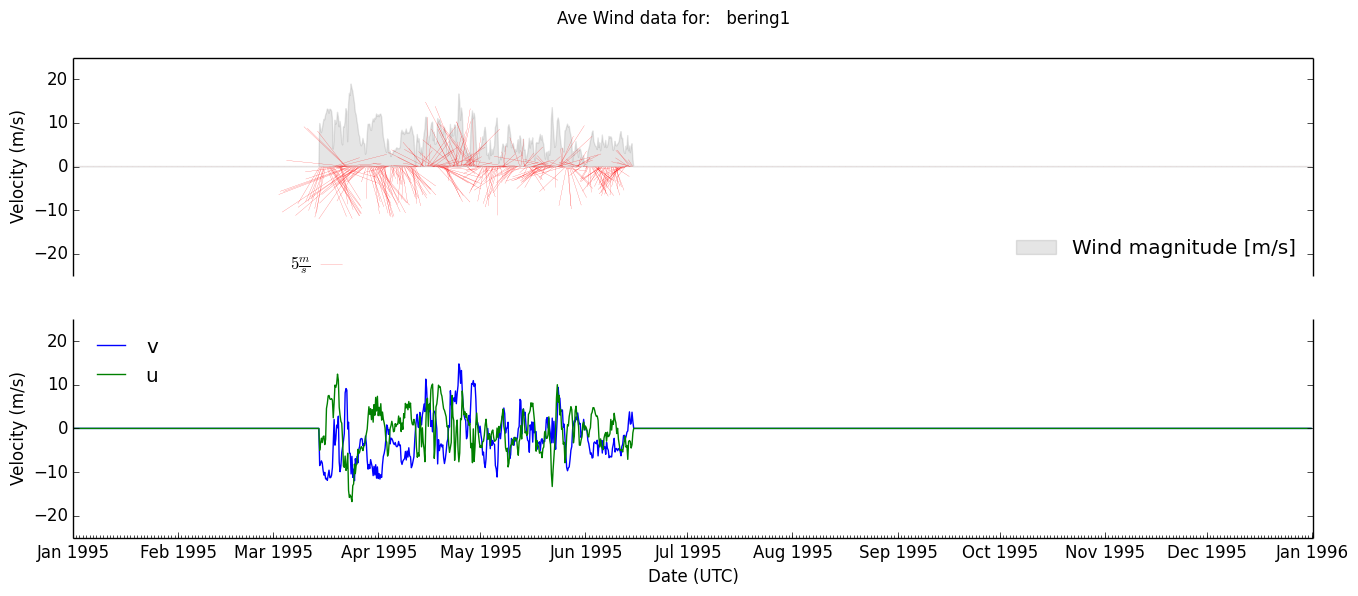 Ave Wind data for:   bering1
20
10
0
−10
−20
Velocity (m/s)
5 m/s
Wind magnitude [m/s]
20
10
0
−10
−20
Velocity (m/s)
v
u
Jan 1995 Feb 1995 Mar 1995 Apr 1995 May 1995 Jun 1995 Jul 1995 Aug 1995 Sep 1995 Oct 1995 Nov 1995 Dec 1995 Jan 1996
Date (UTC)